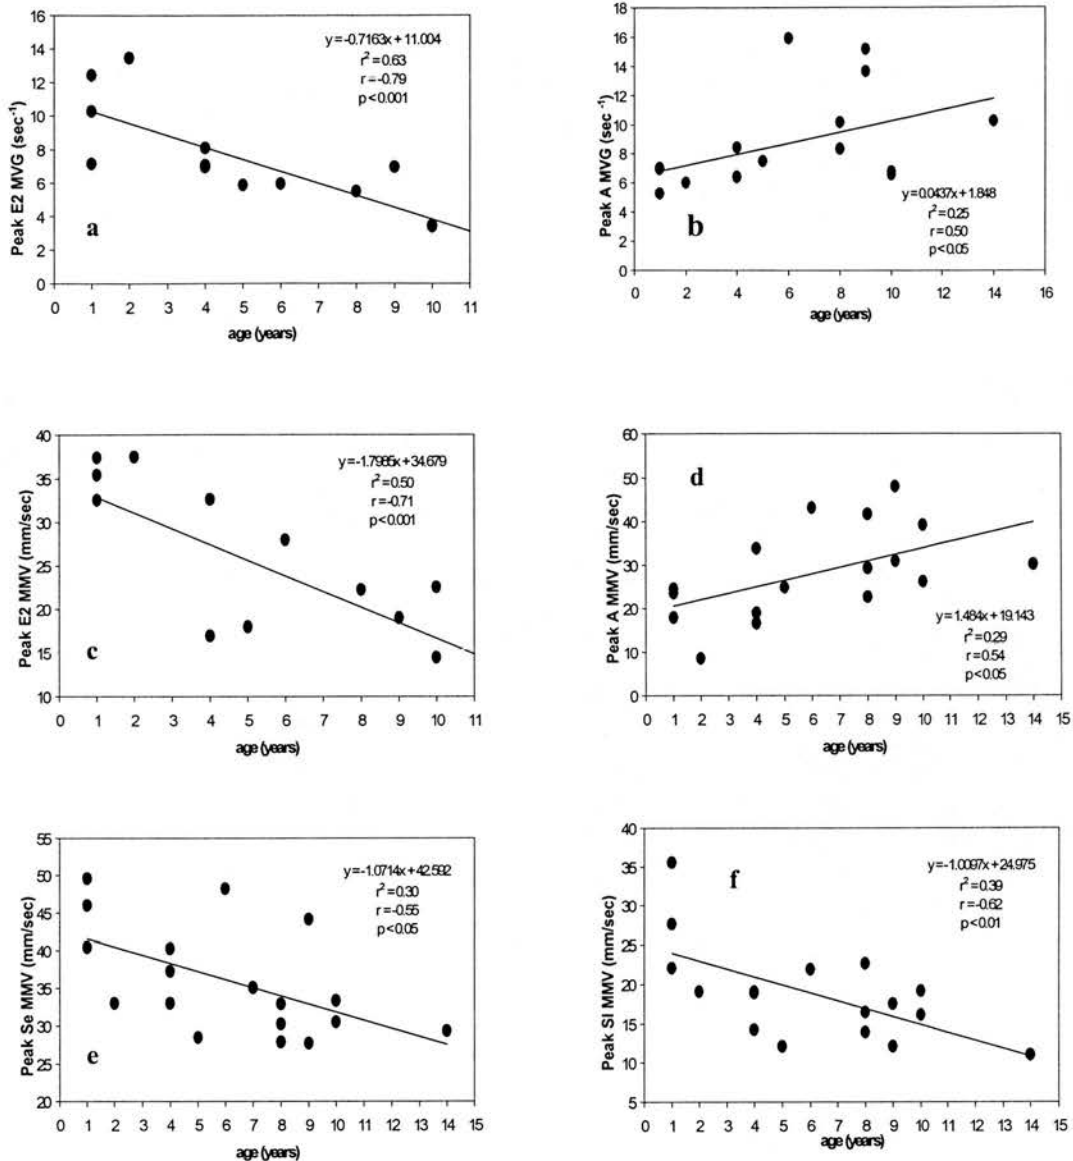 16
14
12
10
8
6
4
2
0
Peak E2 MVG (sec⁻¹)
y=-0.7163x+11.004
r²=0.63
r=-0.79
p<0.001
a
0 1 2 3 4 5 6 7 8 9 10 11
age (years)
18
16
14
12
10
8
6
4
2
0
Peak A MVG (sec⁻¹)
y=0.0437x+1.848
r²=0.25
r=0.50
p<0.05
b
0 2 4 6 8 10 12 14 16
age (years)
40
35
30
25
20
15
10
Peak E2 MMV (mm/sec)
y=-1.7985x+34.679
r²=0.50
r=-0.71
p<0.001
c
0 1 2 3 4 5 6 7 8 9 10 11
age (years)
60
50
40
30
20
10
0
Peak A MMV (mm/sec)
d
y=1.484x+19.143
r²=0.29
r=0.54
p<0.05
0 1 2 3 4 5 6 7 8 9 10 11 12 13 14 15
age (years)
55
50
45
40
35
30
25
20
Peak Se MMV (mm/sec)
y=-1.0714x+42.592
r²=0.30
r=-0.55
p<0.05
e
0 1 2 3 4 5 6 7 8 9 10 11 12 13 14 15
age (years)
40
35
30
25
20
15
10
5
Peak Sl MMV (mm/sec)
f
y=-1.0097x+24.975
r²=0.39
r=-0.62
p<0.01
0 1 2 3 4 5 6 7 8 9 10 11 12 13 14 15
age (years)